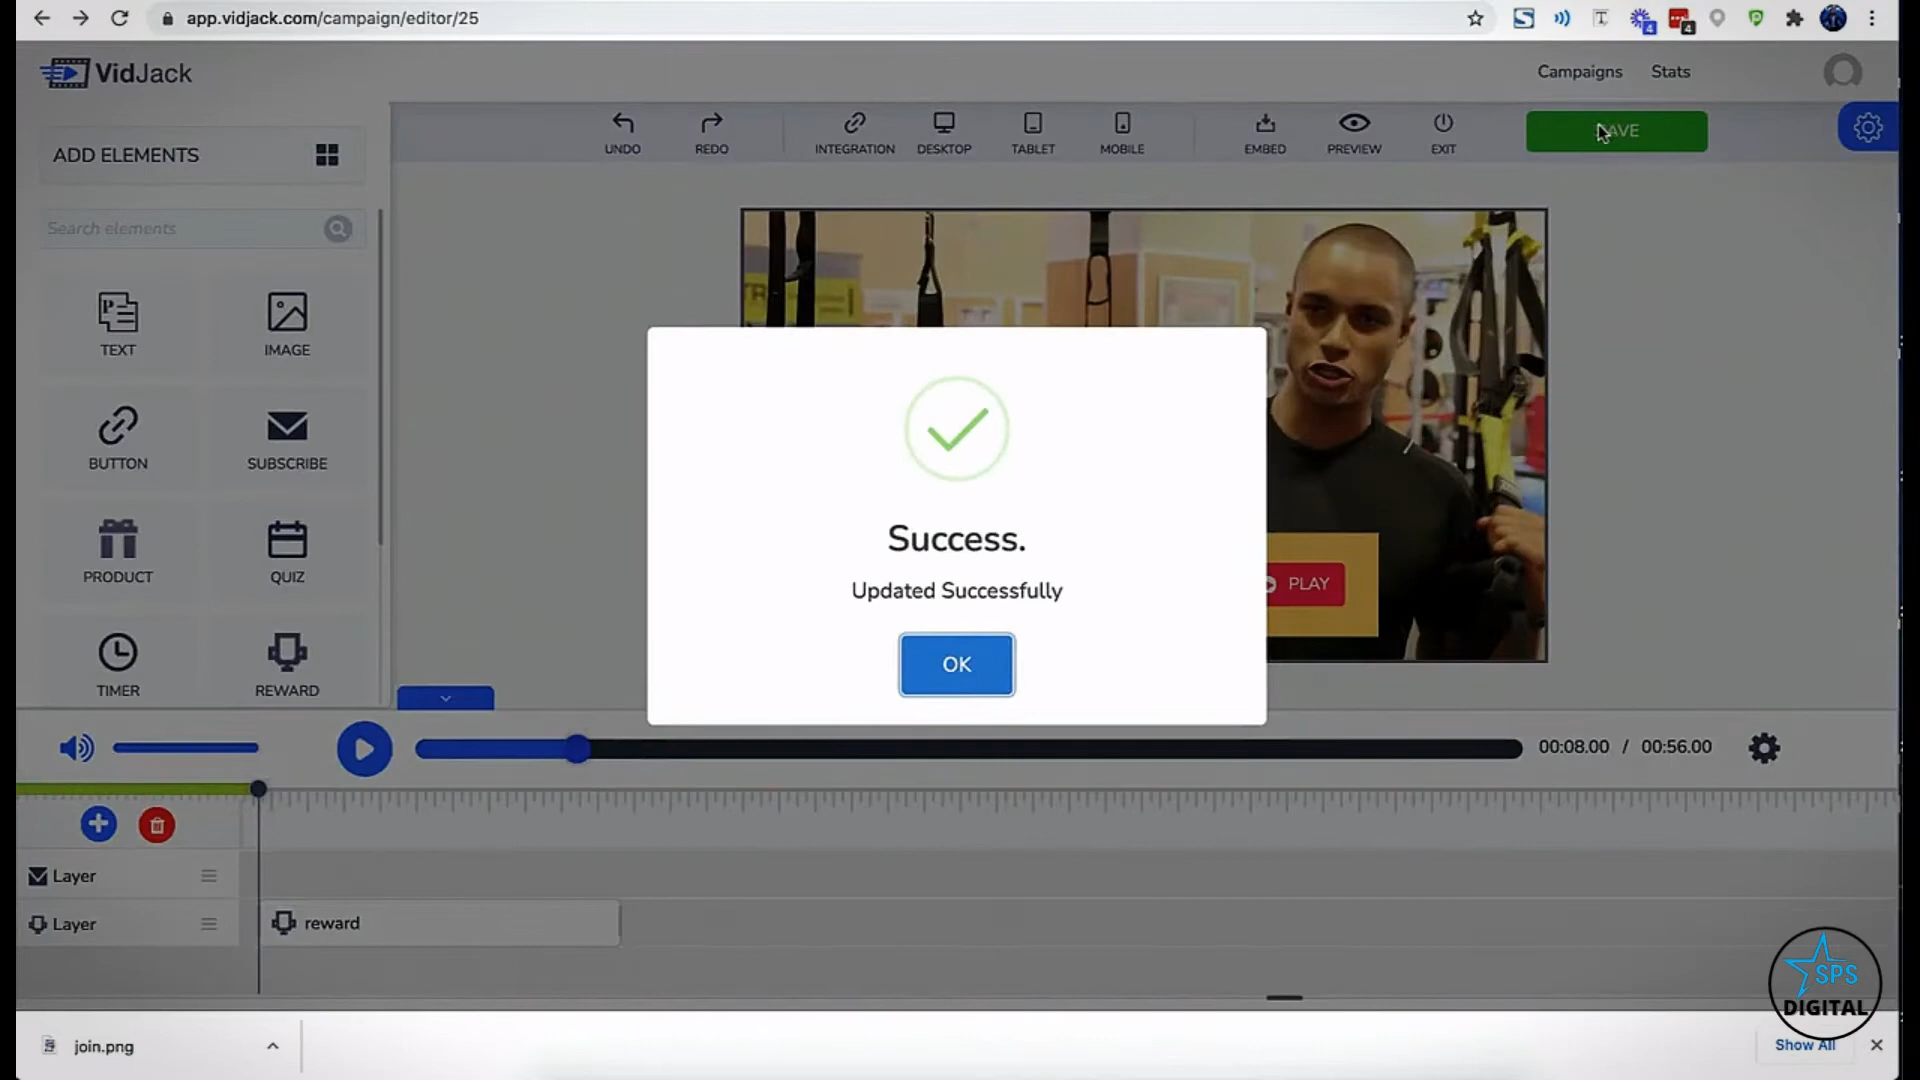 app.vidjack.com/campaign/editor/25
4
4
VidJack
Campaigns
Stats
ADD ELEMENTS
UNDO
REDO
INTEGRATION
DESKTOP
TABLET
MOBILE
EMBED
PREVIEW
EXIT
Search elements
TEXT
IMAGE
BUTTON
SUBSCRIBE
PRODUCT
QUIZ
TIMER
REWARD
Success.
Updated Successfully
OK
PLAY
00:08.00 / 00:56.00
Layer
Layer
reward
SPS
DIGITAL
join.png
Show All